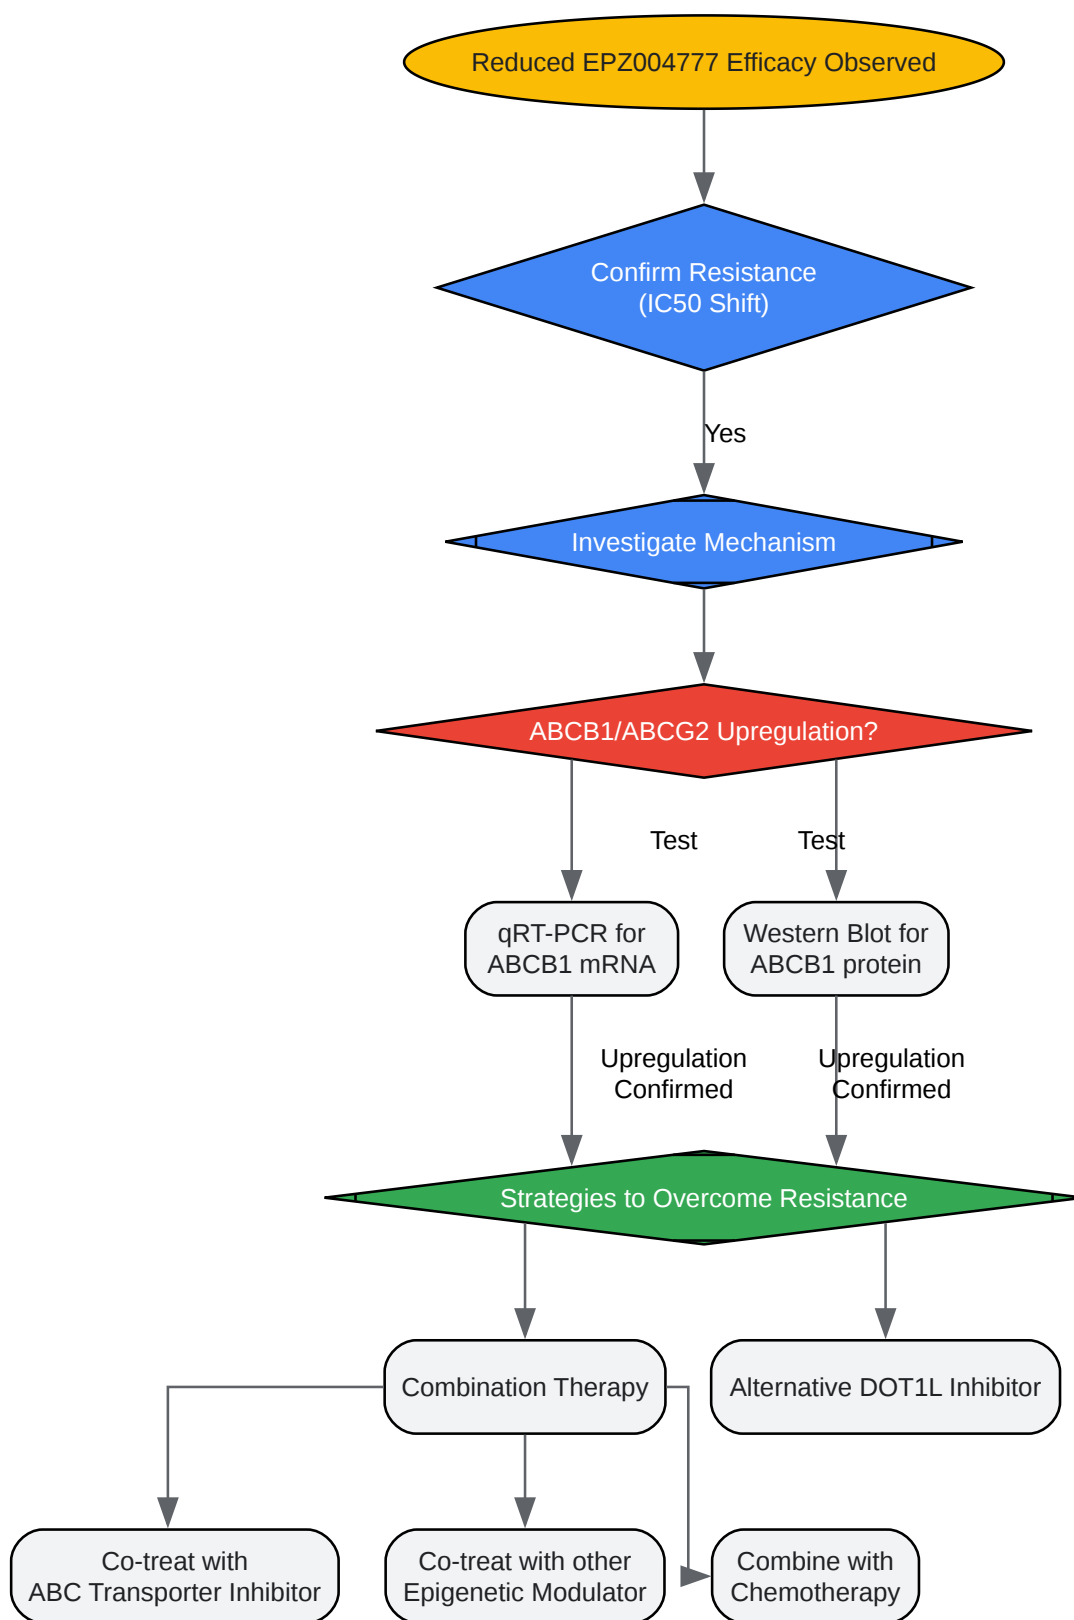 Reduced EPZ004777 Efficacy Observed
Confirm Resistance
(IC50 Shift)
Yes
Investigate Mechanism
ABCB1/ABCG2 Upregulation?
Test
Test
qRT-PCR for
ABCB1 mRNA
Western Blot for
ABCB1 protein
Upregulation
Confirmed
Upregulation
Confirmed
Strategies to Overcome Resistance
Combination Therapy
Alternative DOT1L Inhibitor
Co-treat with
ABC Transporter Inhibitor
Co-treat with other
Epigenetic Modulator
Combine with
Chemotherapy